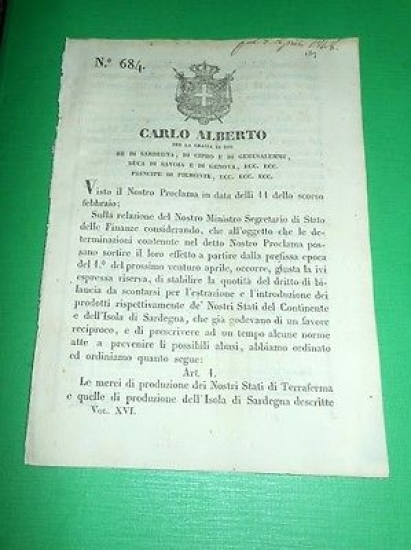 1848.
N.° 684.
CARLO ALBERTO
PER LA GRAZIA DI DIO
RE DI SARDEGNA, DI CIPRO E DI GERUSALEMME,
DUCA DI SAVOIA E DI GENOVA, ECC. ECC.
PRINCIPE DI PIEMONTE, ECC. ECC. ECC.
Visto il Nostro Proclama in data delli 11 dello scorso
febbraio;
Sulla relazione del Nostro Ministro Segretario di Stato
delle Finanze considerando, che all'oggetto che le de-
terminazioni contenute nel detto Nostro Proclama pos-
sano sortire il loro effetto a partire dalla prefissa epoca
del 1.° del prossimo venturo aprile, occorre, giusta la ivi
espressa riserva, di stabilire la quotità del dritto di bi-
lancia da scontarsi per l'estrazione e l'introduzione dei
prodotti rispettivamente de' Nostri Stati del Continente
e dell'Isola di Sardegna, che già godevano di un favore
reciproco, e di prescrivere ad un tempo alcune norme
atte a prevenire li possibili abusi, abbiamo ordinato
ed ordiniamo quanto segue:
Art. 1.
Le merci di produzione dei Nostri Stati di Terraferma
e quelle di produzione dell'Isola di Sardegna descritte
Vol. XVI.